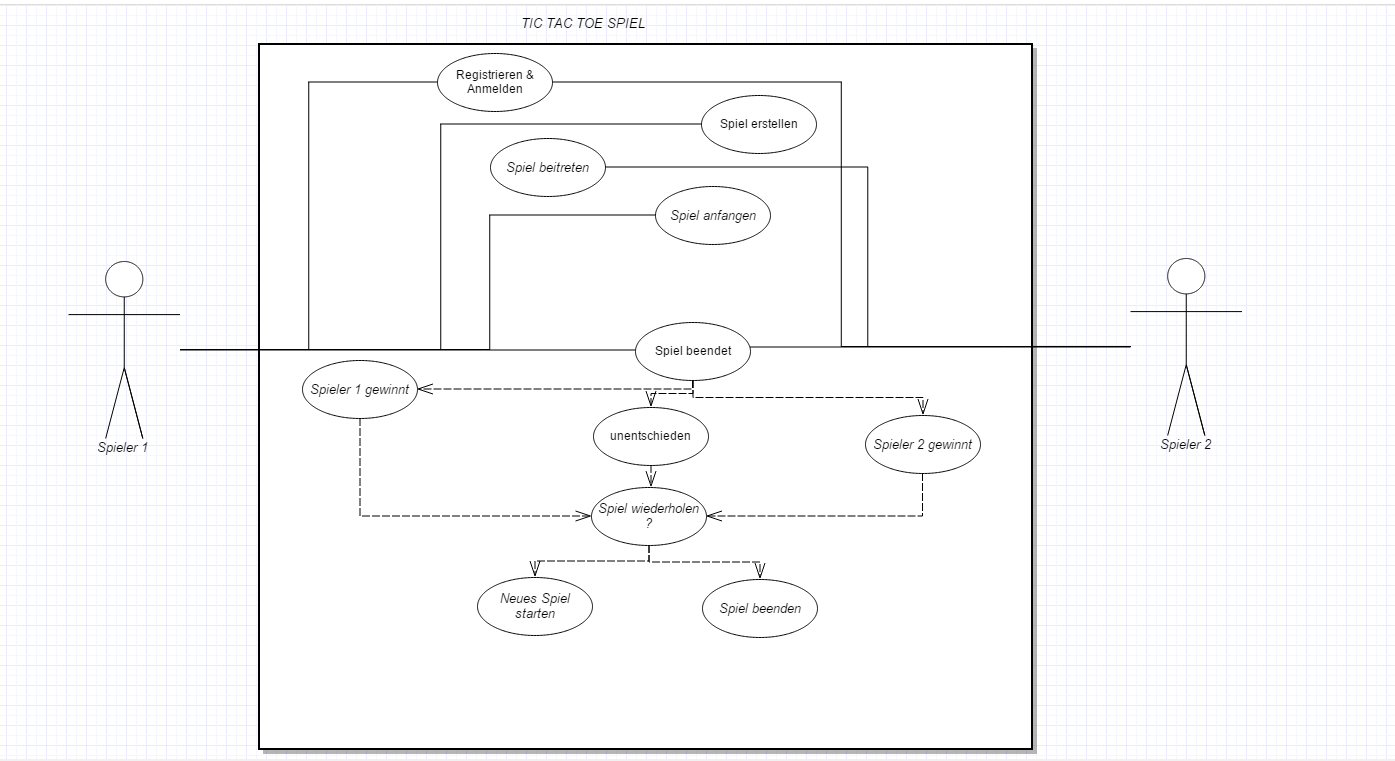 TIC TAC TOE SPIEL
Registrieren &
Anmelden
Spiel erstellen
Spiel beitreten
Spiel anfangen
Spiel beendet
Spieler 1 gewinnt
unentschieden
Spieler 2 gewinnt
Spieler 1
Spieler 2
Spiel wiederholen
?
Neues Spiel
starten
Spiel beenden